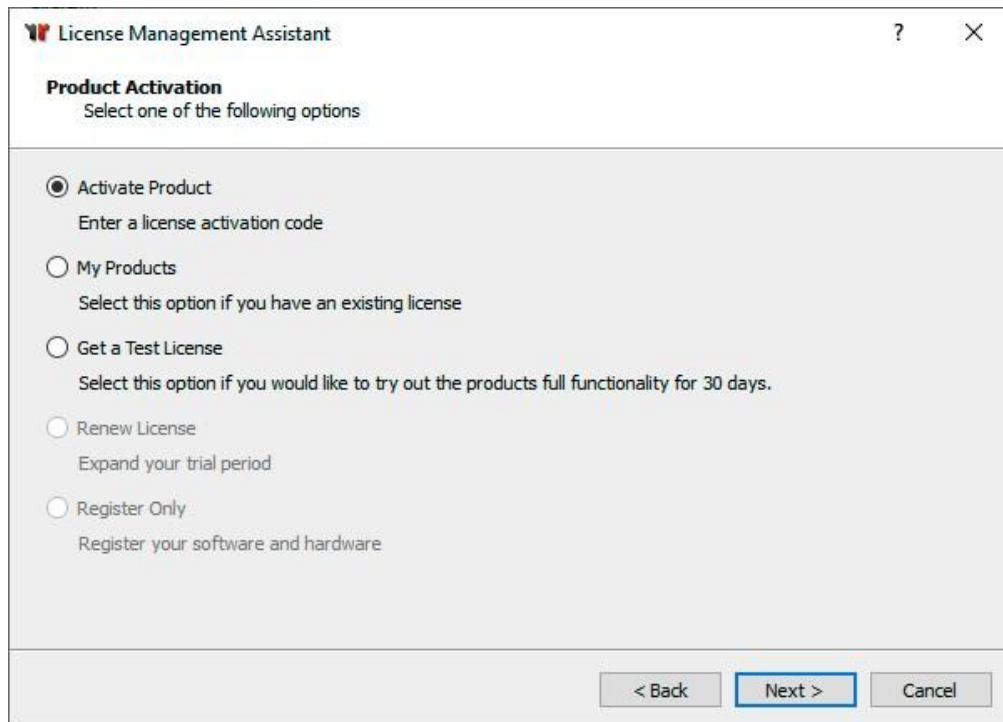 License Management Assistant
?
Product Activation
Select one of the following options
Activate Product
Enter a license activation code
My Products
Select this option if you have an existing license
Get a Test License
Select this option if you would like to try out the products full functionality for 30 days.
Renew License
Expand your trial period
Register Only
Register your software and hardware
< Back Next > Cancel